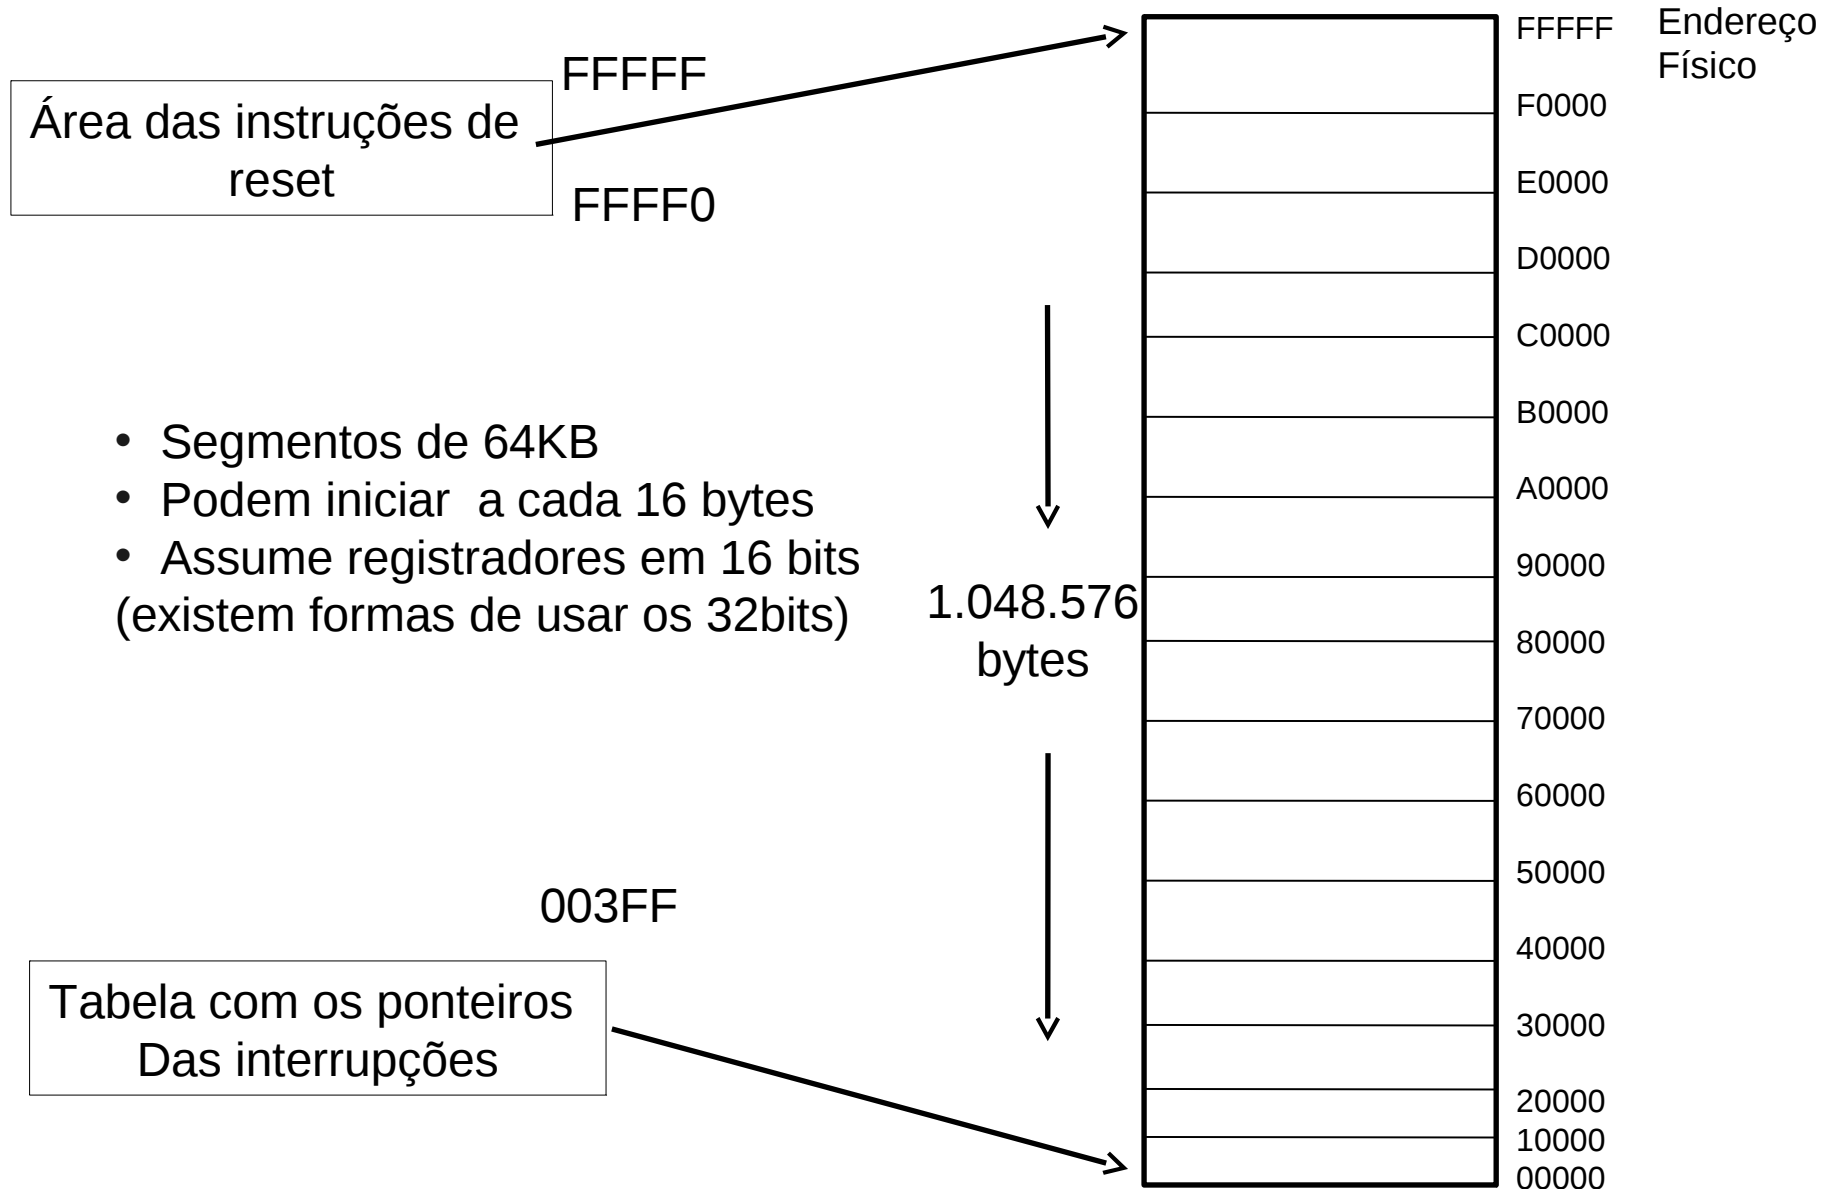 FFFFF
Área das instruções de
reset
FFFF0
• Segmentos de 64KB
• Podem iniciar  a cada 16 bytes
• Assume registradores em 16 bits
(existem formas de usar os 32bits)
003FF
Tabela com os ponteiros
Das interrupções
1.048.576
bytes
FFFFF
F0000
E0000
D0000
C0000
B0000
A0000
90000
80000
70000
60000
50000
40000
30000
20000
10000
00000
Endereço
Físico